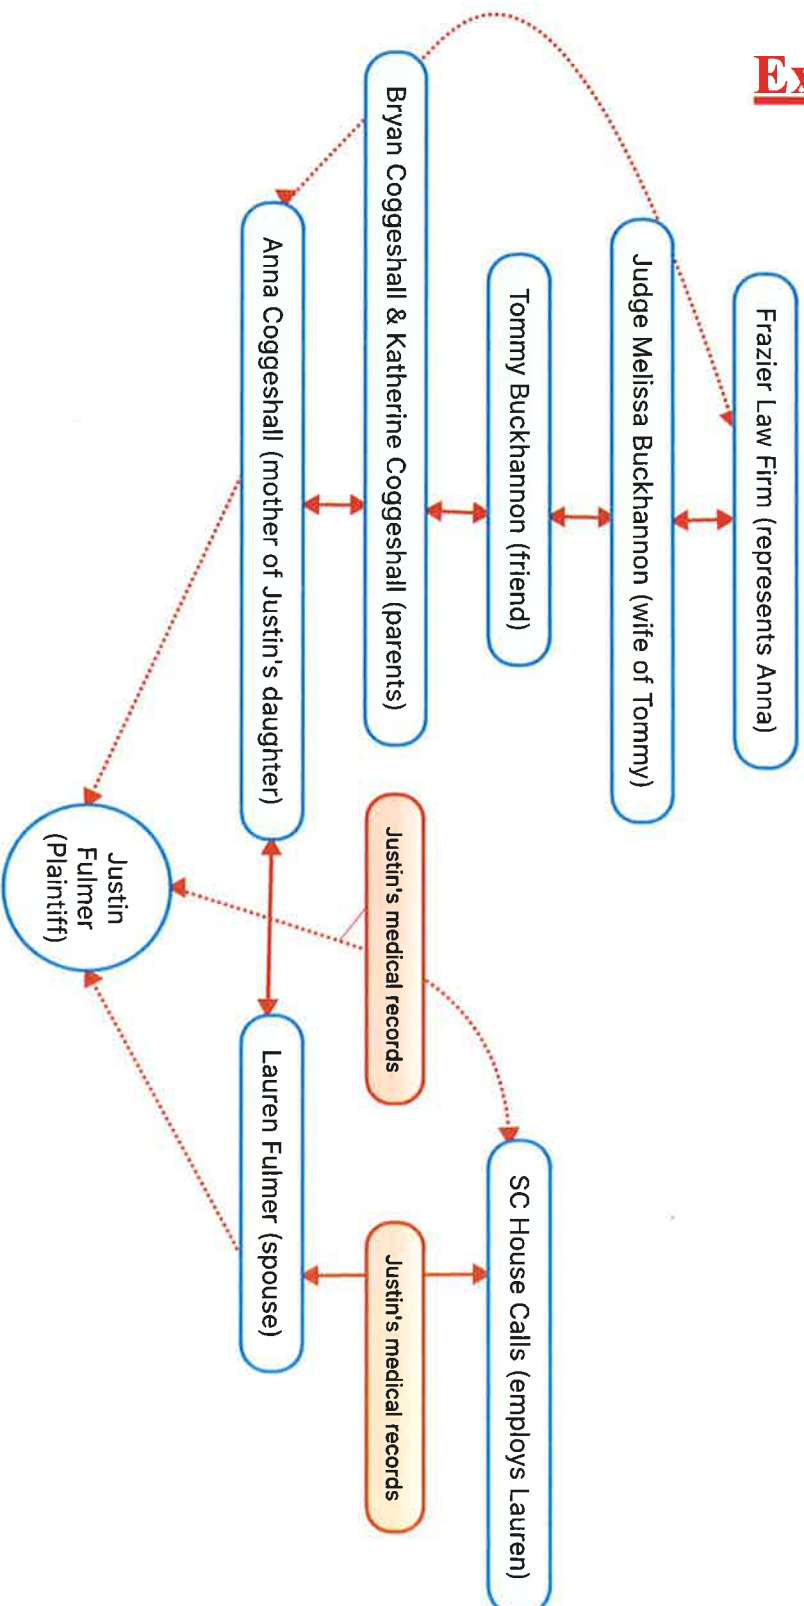 Ex
Frazier Law Firm (represents Anna)
Judge Melissa Buckhannon (wife of Tommy)
Tommy Buckhannon (friend)
SC House Calls (employs Lauren)
Bryan Coggeshall & Katherine Coggeshall (parents)
Justin's medical records
Justin's medical records
Anna Coggeshall (mother of Justin's daughter)
Lauren Fulmer (spouse)
Justin
Fulmer
(Plaintiff)